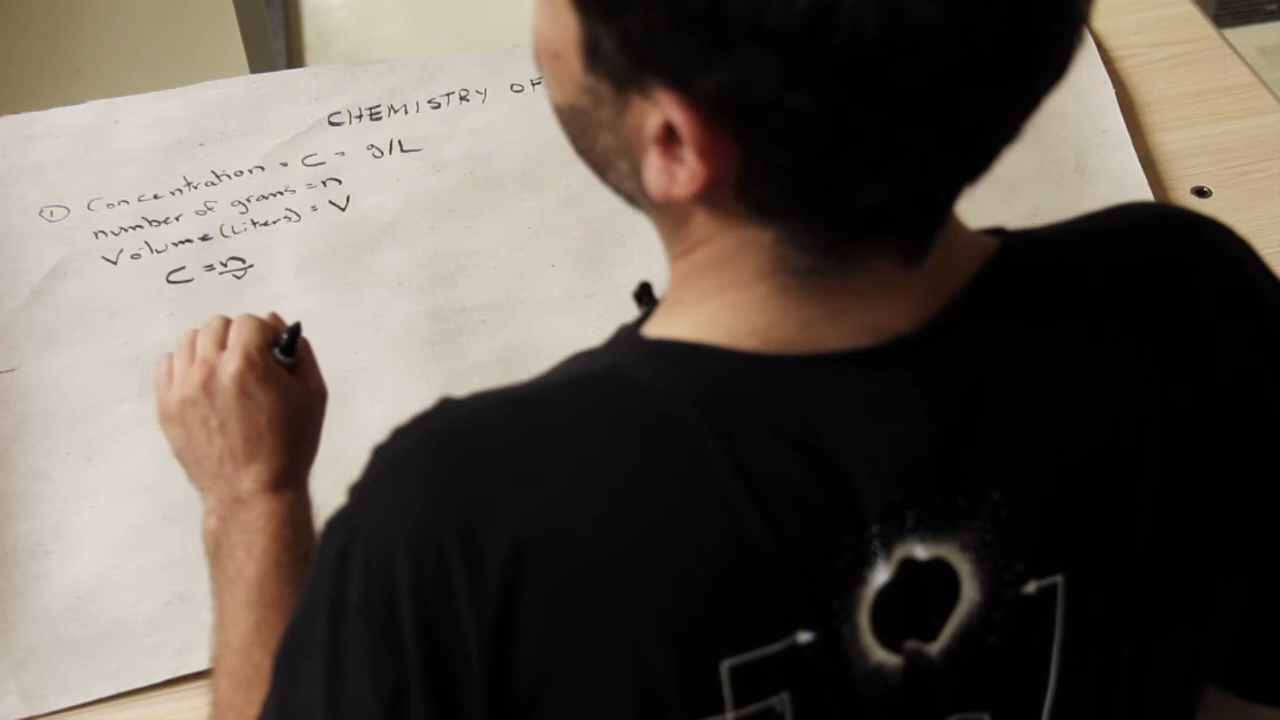 CHEMISTRY OF
① Concentration = C = g/L
number of grams = n
Volume (Liters) = V
C = n/v